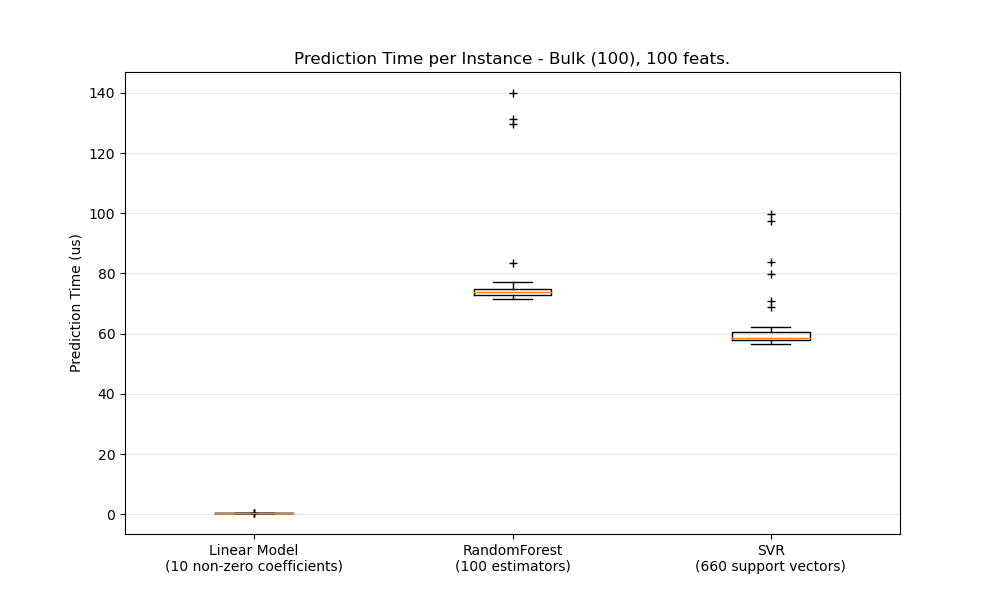 Prediction Time per Instance - Bulk (100), 100 feats.
140
120
100
80
60
40
20
0
Prediction Time (us)
Linear Model
(10 non-zero coefficients)
RandomForest
(100 estimators)
SVR
(660 support vectors)